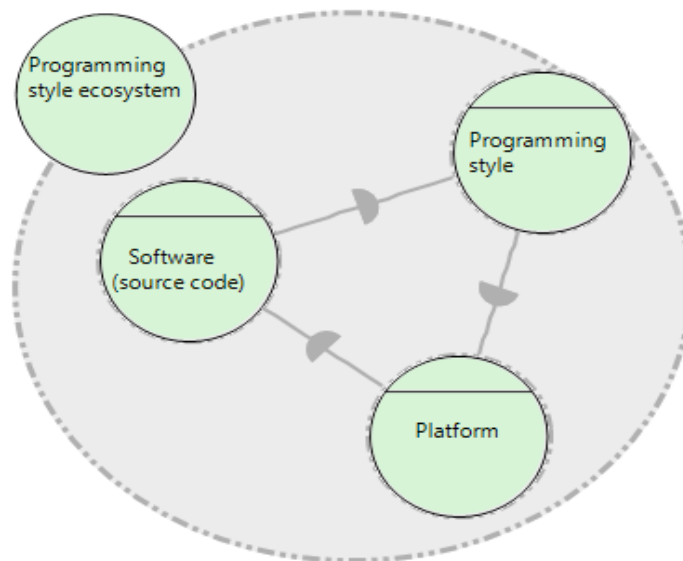 Programming
style ecosystem
Programming
style
Software
(source code)
Platform